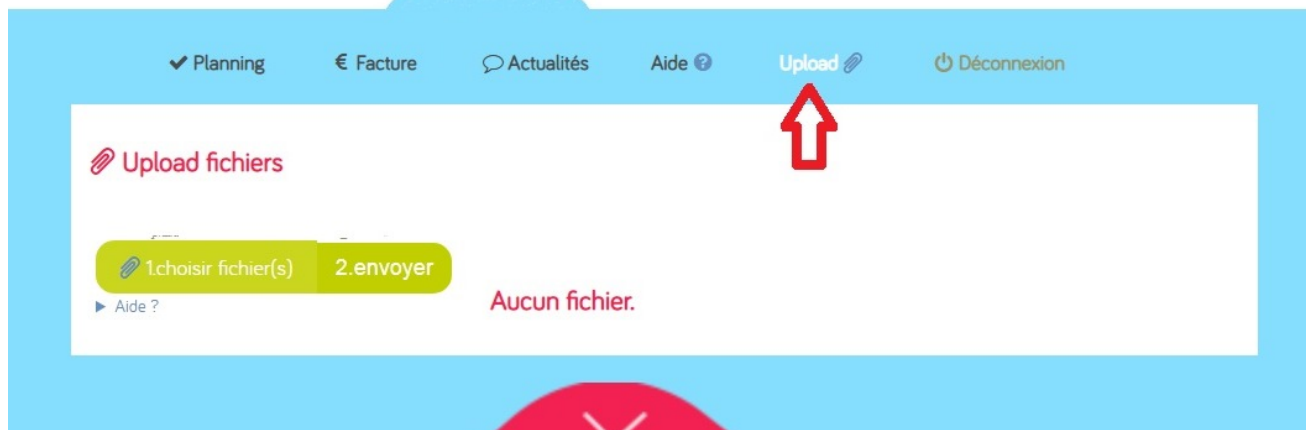 Planning € Facture Actualités Aide ? Upload Déconnexion
Upload fichiers
1.choisir fichier(s) 2.envoyer
Aide ?
Aucun fichier.